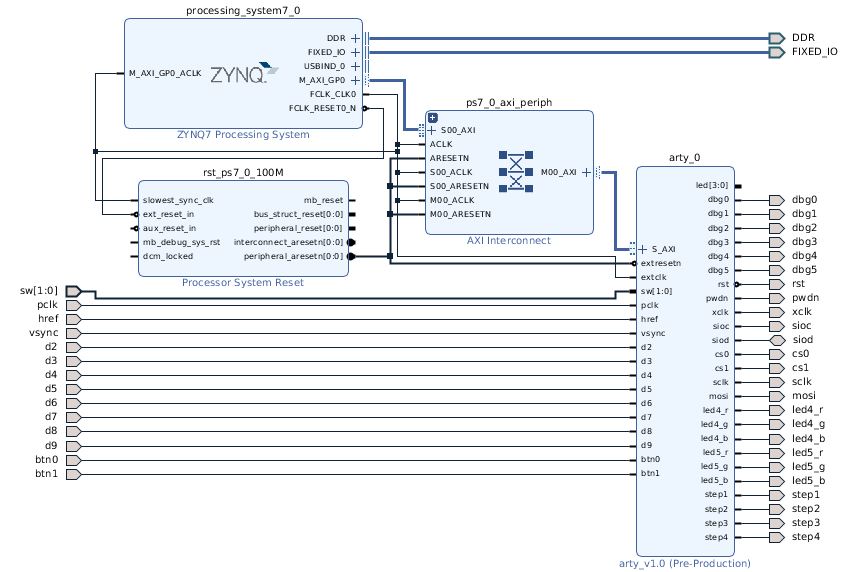 processing_system7_0
DDR
FIXED_IO
USBIND_0
M_AXI_GP0_ACLK
ZYNQ
M_AXI_GP0
FCLK_CLK0
FCLK_RESET0_N
ZYNQ7 Processing System
DDR
FIXED_IO
ps7_0_axi_periph
S00_AXI
ACLK
ARESETN
S00_ACLK
S00_ARESETN
M00_ACLK
M00_ARESETN
M00_AXI
AXI Interconnect
rst_ps7_0_100M
slowest_sync_clk
ext_reset_in
aux_reset_in
mb_debug_sys_rst
dcm_locked
mb_reset
bus_struct_reset[0:0]
peripheral_reset[0:0]
interconnect_aresetn[0:0]
peripheral_aresetn[0:0]
Processor System Reset
sw[1:0]
pclk
href
vsync
d2
d3
d4
d5
d6
d7
d8
d9
btn0
btn1
arty_0
S_AXI
extresetn
extclk
sw[1:0]
pclk
href
vsync
d2
d3
d4
d5
d6
d7
d8
d9
btn0
btn1
led[3:0]
dbg0
dbg1
dbg2
dbg3
dbg4
dbg5
rst
pwdn
xclk
sioc
siod
cs0
cs1
sclk
mosi
led4_r
led4_g
led4_b
led5_r
led5_g
led5_b
step1
step2
step3
step4
arty_v1.0 (Pre-Production)
dbg0
dbg1
dbg2
dbg3
dbg4
dbg5
rst
pwdn
xclk
sioc
siod
cs0
cs1
sclk
mosi
led4_r
led4_g
led4_b
led5_r
led5_g
led5_b
step1
step2
step3
step4